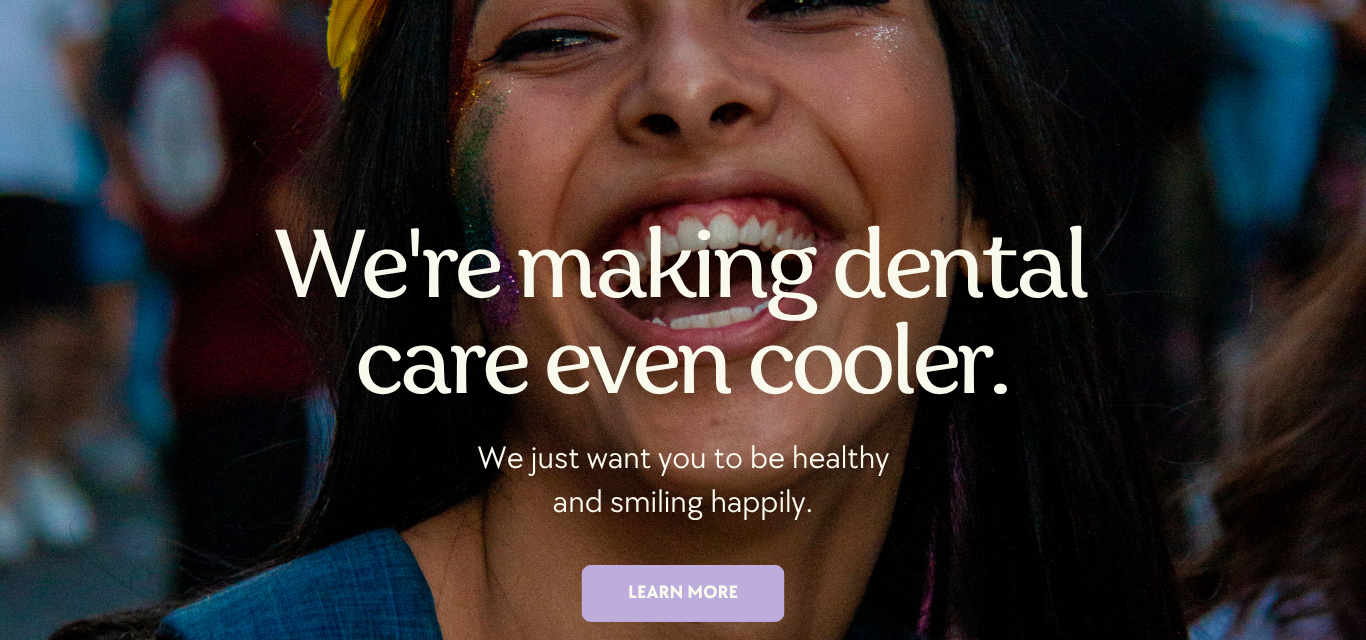 We're making dental
care even cooler.
We just want you to be healthy
and smiling happily.
LEARN MORE